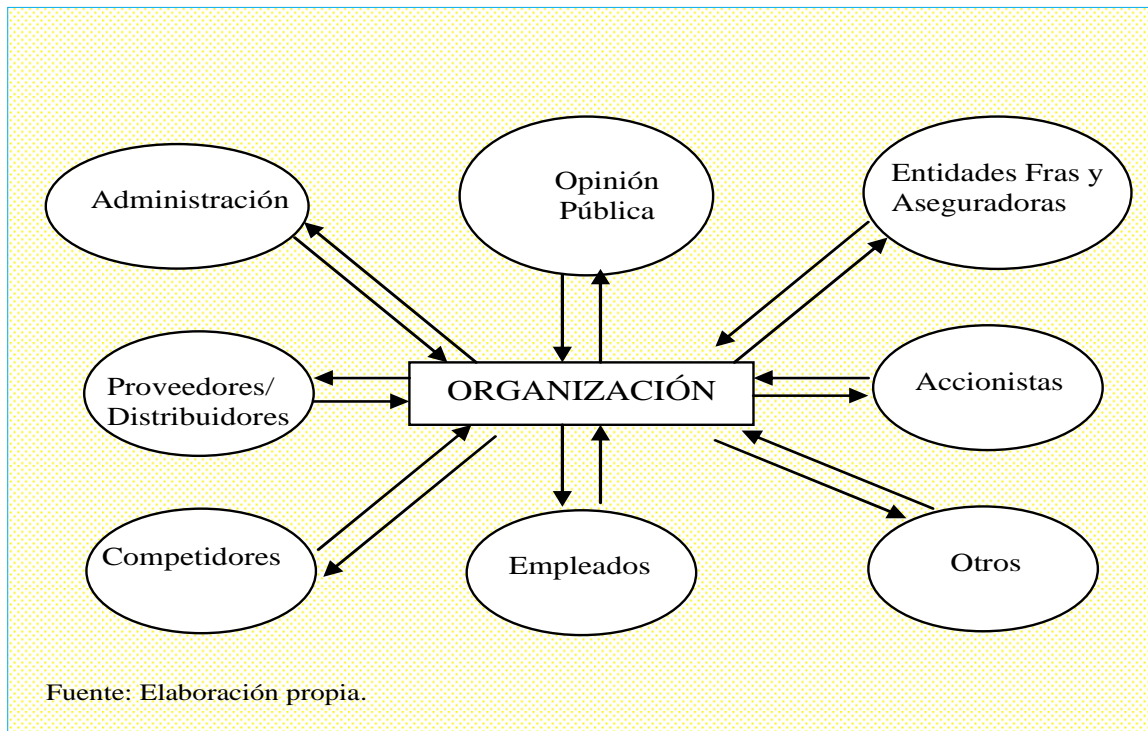 Administración
Opinión
Pública
Entidades Fras y
Aseguradoras
Proveedores/
Distribuidores
ORGANIZACIÓN
Accionistas
Competidores
Empleados
Otros
Fuente: Elaboración propia.